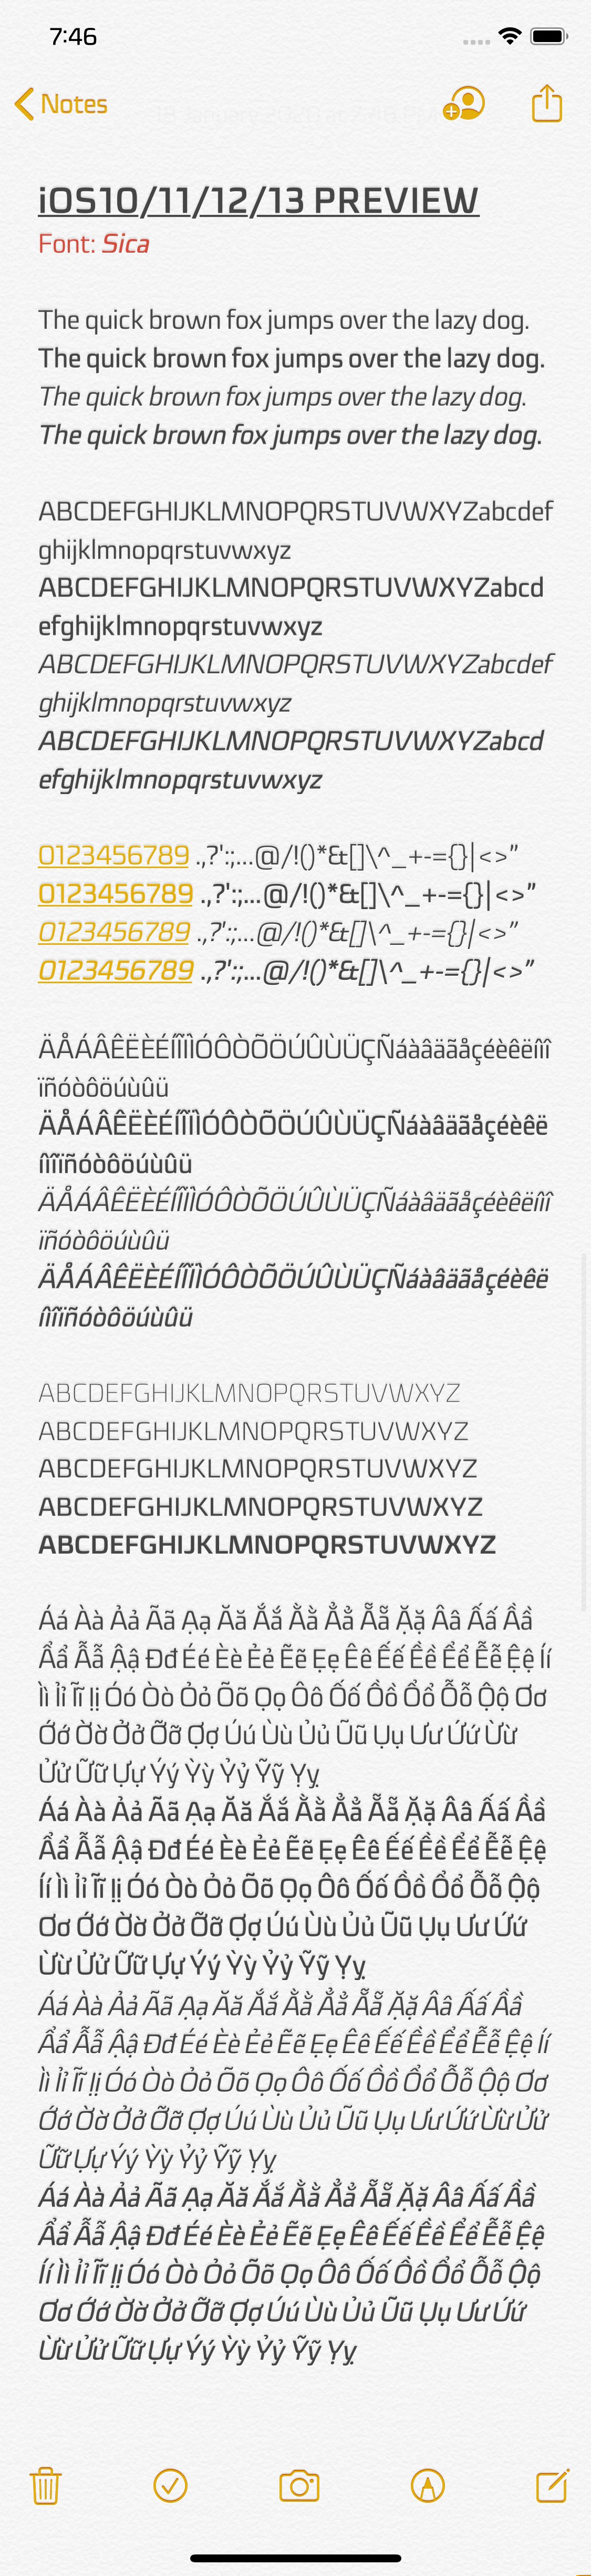 7:46
Notes
iOS10/11/12/13 PREVIEW
Font: Sica
The quick brown fox jumps over the lazy dog.
The quick brown fox jumps over the lazy dog.
The quick brown fox jumps over the lazy dog.
The quick brown fox jumps over the lazy dog.
ABCDEFGHIJKLMNOPQRSTUVWXYZabcdef
ghijklmnopqrstuvwxyz
ABCDEFGHIJKLMNOPQRSTUVWXYZabcd
efghijklmnopqrstuvwxyz
ABCDEFGHIJKLMNOPQRSTUVWXYZabcdef
ghijklmnopqrstuvwxyz
ABCDEFGHIJKLMNOPQRSTUVWXYZabcd
efghijklmnopqrstuvwxyz
0123456789 .,?':;...@/!()*&[]\^_+-={}|<>”
0123456789 .,?':;...@/!()*&[]\^_+-={}|<>”
0123456789 .,?':;...@/!()*&[]\^_+-={}|<>”
0123456789 .,?':;...@/!()*&[]\^_+-={}|<>”
ÄÅÁÂÊËÈÉÍÎÏÌÓÔÒÕÖÚÛÙÜÇÑáàâäãåçéèêëíî
ïñóòôöúùûü
ÄÅÁÂÊËÈÉÍÎÏÌÓÔÒÕÖÚÛÙÜÇÑáàâäãåçéèêë
íîïñóòôöúùûü
ÄÅÁÂÊËÈÉÍÎÏÌÓÔÒÕÖÚÛÙÜÇÑáàâäãåçéèêëíî
ïñóòôöúùûü
ÄÅÁÂÊËÈÉÍÎÏÌÓÔÒÕÖÚÛÙÜÇÑáàâäãåçéèêë
íîïñóòôöúùûü
ABCDEFGHIJKLMNOPQRSTUVWXYZ
ABCDEFGHIJKLMNOPQRSTUVWXYZ
ABCDEFGHIJKLMNOPQRSTUVWXYZ
ABCDEFGHIJKLMNOPQRSTUVWXYZ
ABCDEFGHIJKLMNOPQRSTUVWXYZ
Áá Àà Ảả Ãã Ạạ Ăă Ắắ Ằằ Ẳẳ Ẵẵ Ặặ Ââ Ấấ Ầầ
Ẩẩ Ẫẫ Ậậ Đđ Éé Èè Ẻẻ Ẽẽ Ẹẹ Êê Ếế Ềề Ểể Ễễ Ệệ Íí
Ìì Ỉỉ Ĩĩ Ịị Óó Òò Ỏỏ Õõ Ọọ Ôô Ốố Ồồ Ổổ Ỗỗ Ộộ Ơơ
Ớớ Ờờ Ởở Ỡỡ Ợợ Úú Ùù Ủủ Ũũ Ụụ Ưư Ứứ Ừừ
Ửử Ữữ Ựự Ýý Ỳỳ Ỷỷ Ỹỹ Ỵỵ
Áá Àà Ảả Ãã Ạạ Ăă Ắắ Ằằ Ẳẳ Ẵẵ Ặặ Ââ Ấấ Ầầ
Ẩẩ Ẫẫ Ậậ Đđ Éé Èè Ẻẻ Ẽẽ Ẹẹ Êê Ếế Ềề Ểể Ễễ Ệệ
Íí Ìì Ỉỉ Ĩĩ Ịị Óó Òò Ỏỏ Õõ Ọọ Ôô Ốố Ồồ Ổổ Ỗỗ Ộộ
Ơơ Ớớ Ờờ Ởở Ỡỡ Ợợ Úú Ùù Ủủ Ũũ Ụụ Ưư Ứứ
Ừừ Ửử Ữữ Ựự Ýý Ỳỳ Ỷỷ Ỹỹ Ỵỵ
Áá Àà Ảả Ãã Ạạ Ăă Ắắ Ằằ Ẳẳ Ẵẵ Ặặ Ââ Ấấ Ầầ
Ẩẩ Ẫẫ Ậậ Đđ Éé Èè Ẻẻ Ẽẽ Ẹẹ Êê Ếế Ềề Ểể Ễễ Ệệ Íí
Ìì Ỉỉ Ĩĩ Ịị Óó Òò Ỏỏ Õõ Ọọ Ôô Ốố Ồồ Ổổ Ỗỗ Ộộ Ơơ
Ớớ Ờờ Ởở Ỡỡ Ợợ Úú Ùù Ủủ Ũũ Ụụ Ưư Ứứ Ừừ Ửử
Ữữ Ựự Ýý Ỳỳ Ỷỷ Ỹỹ Ỵỵ
Áá Àà Ảả Ãã Ạạ Ăă Ắắ Ằằ Ẳẳ Ẵẵ Ặặ Ââ Ấấ Ầầ
Ẩẩ Ẫẫ Ậậ Đđ Éé Èè Ẻẻ Ẽẽ Ẹẹ Êê Ếế Ềề Ểể Ễễ Ệệ
Íí Ìì Ỉỉ Ĩĩ Ịị Óó Òò Ỏỏ Õõ Ọọ Ôô Ốố Ồồ Ổổ Ỗỗ Ộộ
Ơơ Ớớ Ờờ Ởở Ỡỡ Ợợ Úú Ùù Ủủ Ũũ Ụụ Ưư Ứứ
Ừừ Ửử Ữữ Ựự Ýý Ỳỳ Ỷỷ Ỹỹ Ỵỵ